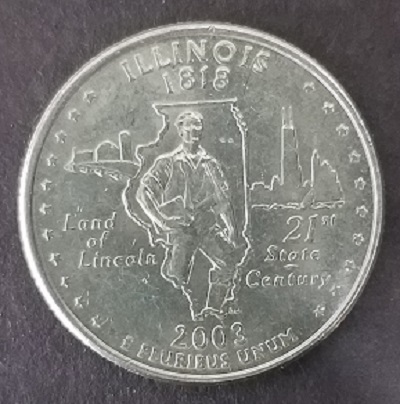 ILLINOIS
1818
Land
of
Lincoln
21st
State
Century
2003
E PLURIBUS UNUM